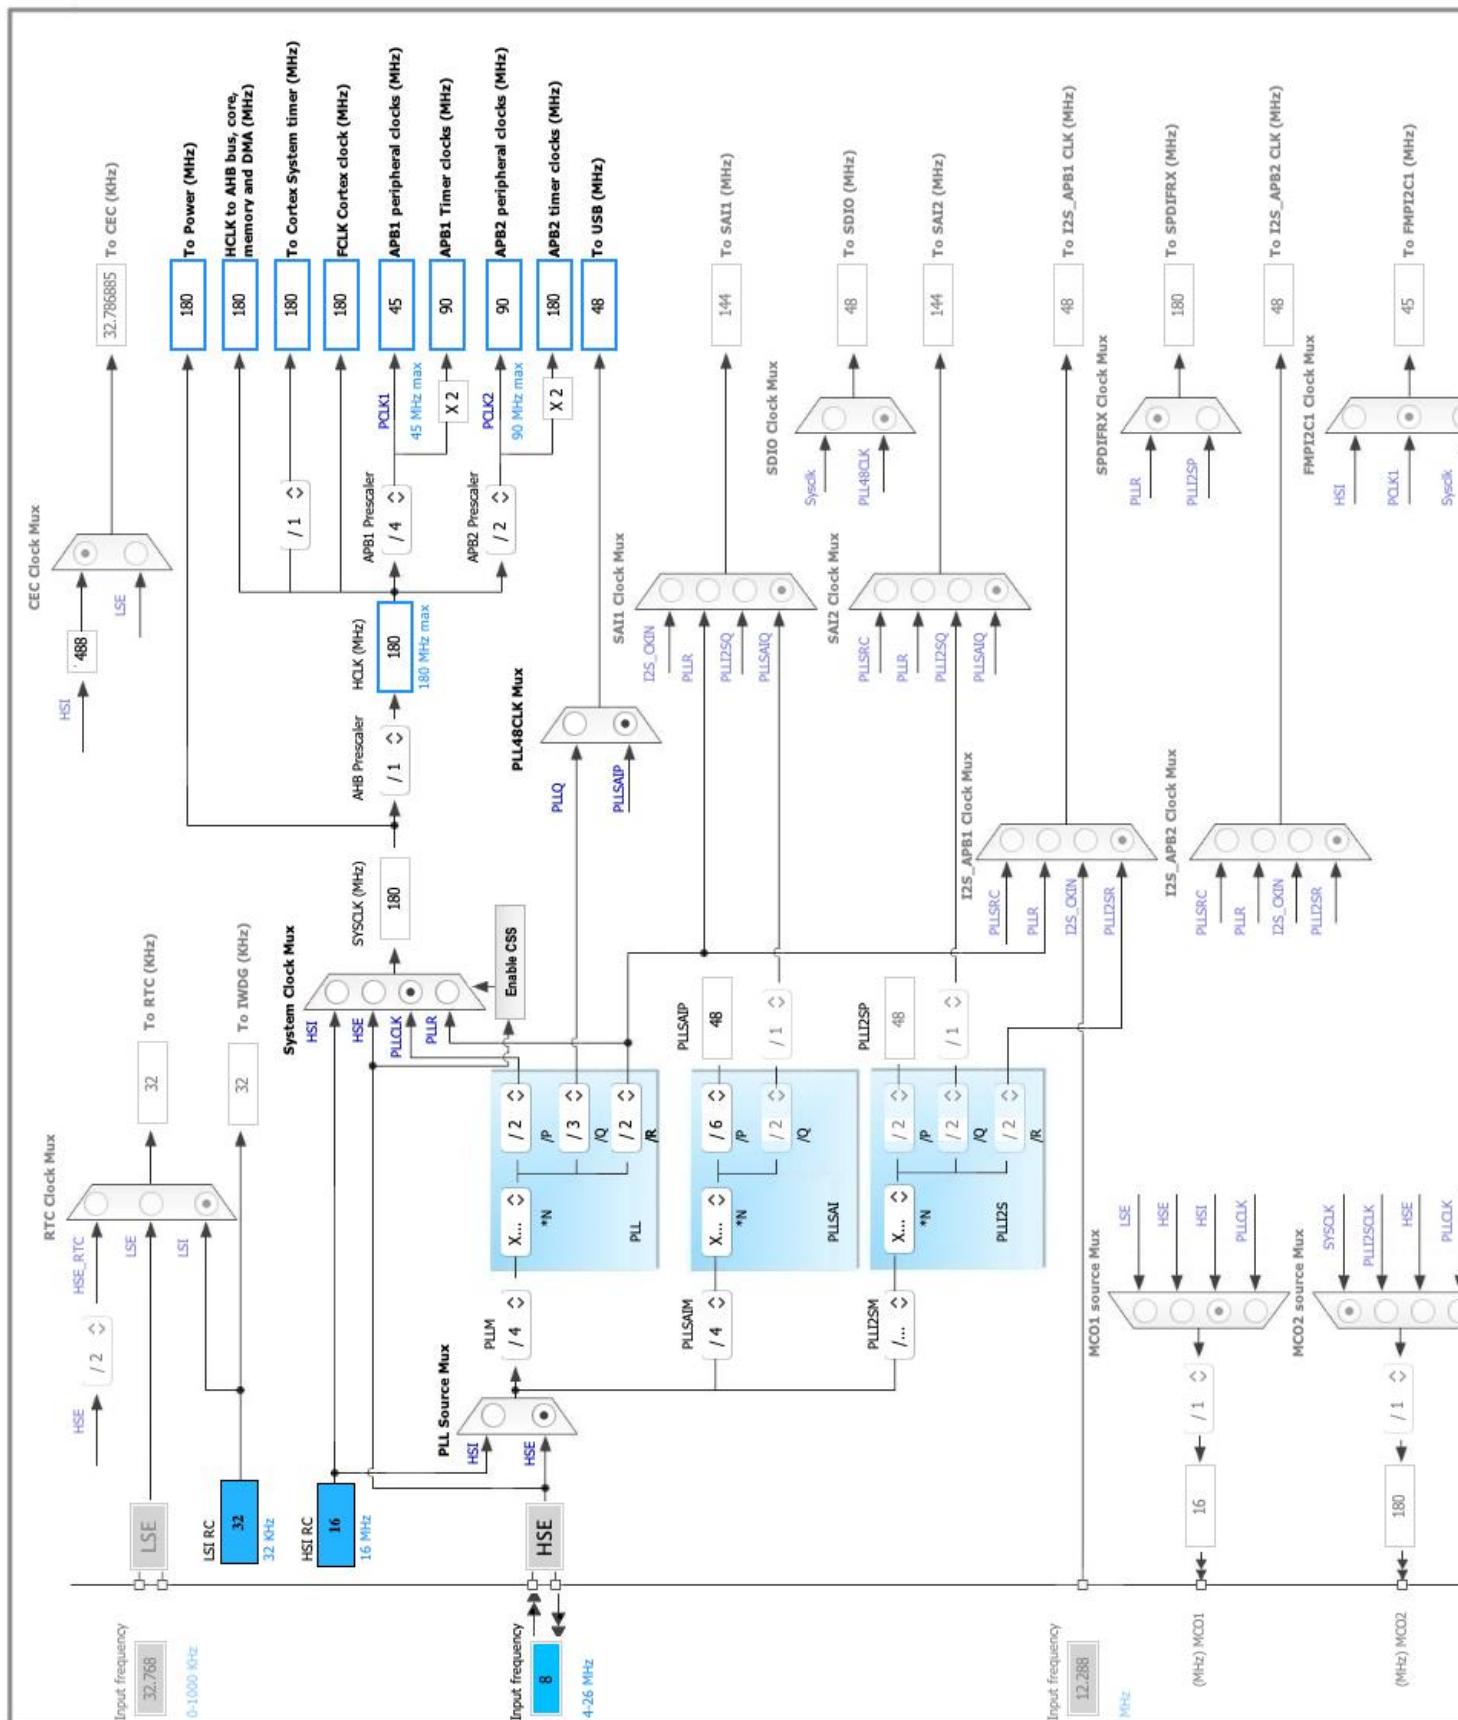 Input frequency
32.768
0-1000 KHz
LSE
LSI RC
32
32 KHz
HSI RC
16
16 MHz
Input frequency
8
4-26 MHz
HSE
Input frequency
12.288
MHz
HSE
/ 2
HSE_RTC
LSE
LSI
RTC Clock Mux
32
To RTC (KHz)
32
To IWDG (KHz)
HSI
488
LSE
CEC Clock Mux
32.786885
To CEC (KHz)
PLL Source Mux
HSI
HSE
PLLM
/ 4
X...
*N
/ 2
/P
/ 3
/Q
/ 2
/R
PLL
PLLSAIM
/ 4
X...
*N
/ 6
/P
/ 2
/Q
PLLSAI
PLLSAIP
48
/ 1
PLLI2SM
/...
X...
*N
/ 2
/P
/ 2
/Q
/ 2
/R
PLLI2S
PLLI2SP
48
/ 1
System Clock Mux
HSI
HSE
PLLCLK
PLLR
Enable CSS
SYSCLK (MHz)
180
AHB Prescaler
/ 1
HCLK (MHz)
180
180 MHz max
/ 1
APB1 Prescaler
/ 4
PCLK1
45 MHz max
X 2
APB2 Prescaler
/ 2
PCLK2
90 MHz max
X 2
180
To Power (MHz)
180
HCLK to AHB bus, core,
memory and DMA (MHz)
180
To Cortex System timer (MHz)
180
FCLK Cortex clock (MHz)
45
APB1 peripheral clocks (MHz)
90
APB1 Timer clocks (MHz)
90
APB2 peripheral clocks (MHz)
180
APB2 timer clocks (MHz)
48
To USB (MHz)
PLL48CLK Mux
PLLQ
PLLSAIP
SAI1 Clock Mux
I2S_CKIN
PLLR
PLLI2SQ
PLLSAIQ
144
To SAI1 (MHz)
SDIO Clock Mux
Sysclk
PLL48CLK
48
To SDIO (MHz)
SAI2 Clock Mux
PLLSRC
PLLR
PLLI2SQ
PLLSAIQ
144
To SAI2 (MHz)
I2S_APB1 Clock Mux
PLLSRC
PLLR
I2S_CKIN
PLLI2SR
48
To I2S_APB1 CLK (MHz)
SPDIFRX Clock Mux
PLLR
PLLI2SP
180
To SPDIFRX (MHz)
I2S_APB2 Clock Mux
PLLSRC
PLLR
I2S_CKIN
PLLI2SR
48
To I2S_APB2 CLK (MHz)
FMPI2C1 Clock Mux
HSI
PCLK1
Sysclk
45
To FMPI2C1 (MHz)
MCO1 source Mux
LSE
HSE
HSI
PLLCLK
/ 1
16
(MHz) MCO1
MCO2 source Mux
SYSCLK
PLLI2SCLK
HSE
PLLCLK
/ 1
180
(MHz) MCO2